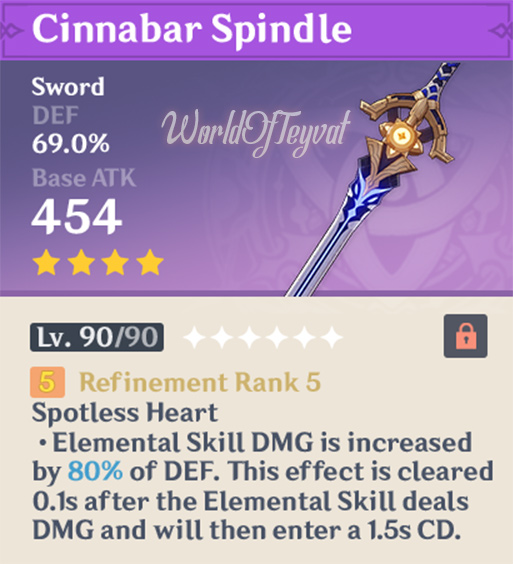 Cinnabar Spindle
Sword
DEF
69.0%
WorldOfTeyvat
Base ATK
454
Lv. 90/90
5 Refinement Rank 5
Spotless Heart
• Elemental Skill DMG is increased
by 80% of DEF. This effect is cleared
0.1s after the Elemental Skill deals
DMG and will then enter a 1.5s CD.